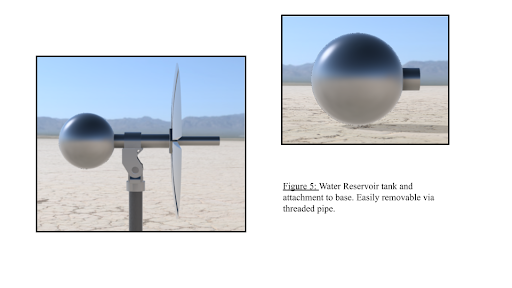 Figure 5: Water Reservoir tank and
attachment to base. Easily removable via
threaded pipe.